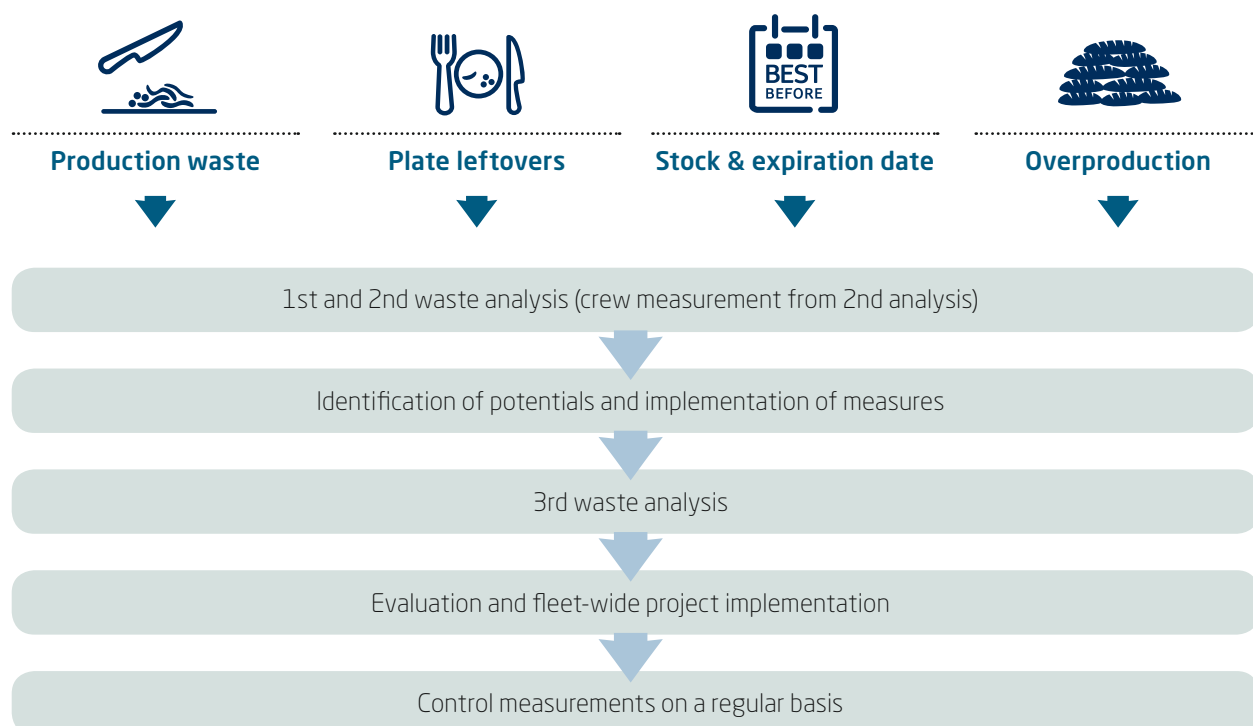 BEST
BEFORE
Production waste
Plate leftovers
Stock & expiration date
Overproduction
1st and 2nd waste analysis (crew measurement from 2nd analysis)
Identification of potentials and implementation of measures
3rd waste analysis
Evaluation and fleet-wide project implementation
Control measurements on a regular basis